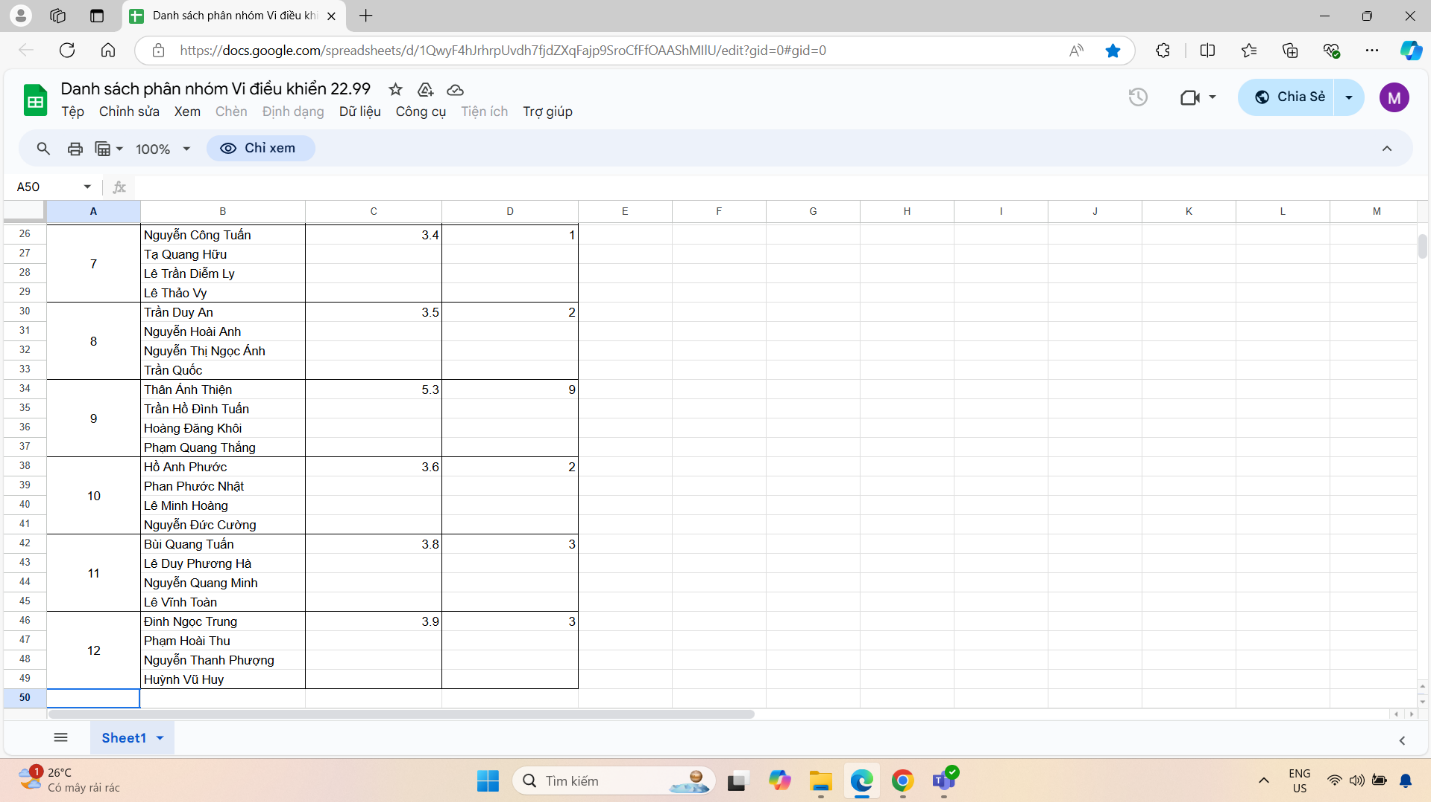 Danh sách phân nhóm Vi điều khi
https://docs.google.com/spreadsheets/d/1QwyF4hJrhrpUvdh7fjdZXqFajp9SroCfFfOAAShMIlU/edit?gid=0#gid=0
Danh sách phân nhóm Vi điều khiển 22.99
Tệp Chỉnh sửa Xem Chèn Định dạng Dữ liệu Công cụ Tiện ích Trợ giúp
Chia Sẻ
M
100% Chỉ xem
A50 fx
A B C D E F G H I J K L M
26 Nguyễn Công Tuấn 3.4 1
27 Tạ Quang Hữu
7
28 Lê Trần Diễm Ly
29 Lê Thảo Vy
30 Trần Duy An 3.5 2
31 Nguyễn Hoài Anh
8
32 Nguyễn Thị Ngọc Ánh
33 Trần Quốc
34 Thân Ánh Thiện 5.3 9
35 Trần Hồ Đình Tuấn
9
36 Hoàng Đăng Khôi
37 Phạm Quang Thắng
38 Hồ Anh Phước 3.6 2
39 Phan Phước Nhật
10
40 Lê Minh Hoàng
41 Nguyễn Đức Cường
42 Bùi Quang Tuấn 3.8 3
43 Lê Duy Phương Hà
11
44 Nguyễn Quang Minh
45 Lê Vĩnh Toàn
46 Đinh Ngọc Trung 3.9 3
47 Phạm Hoài Thu
12
48 Nguyễn Thanh Phượng
49 Huỳnh Vũ Huy
50
Sheet1
1
26°C
Có mây rải rác
Tìm kiếm
ENG
US